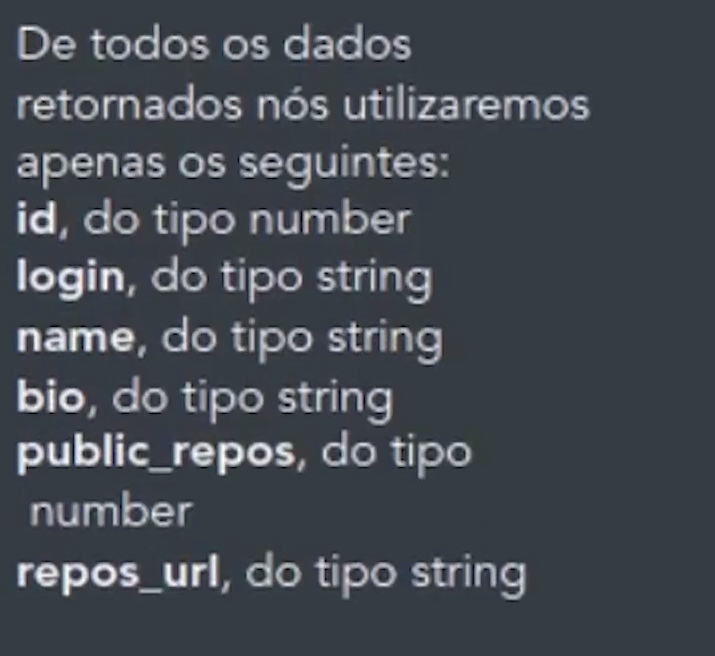 De todos os dados
retornados nós utilizaremos
apenas os seguintes:
id, do tipo number
login, do tipo string
name, do tipo string
bio, do tipo string
public_repos, do tipo
number
repos_url, do tipo string